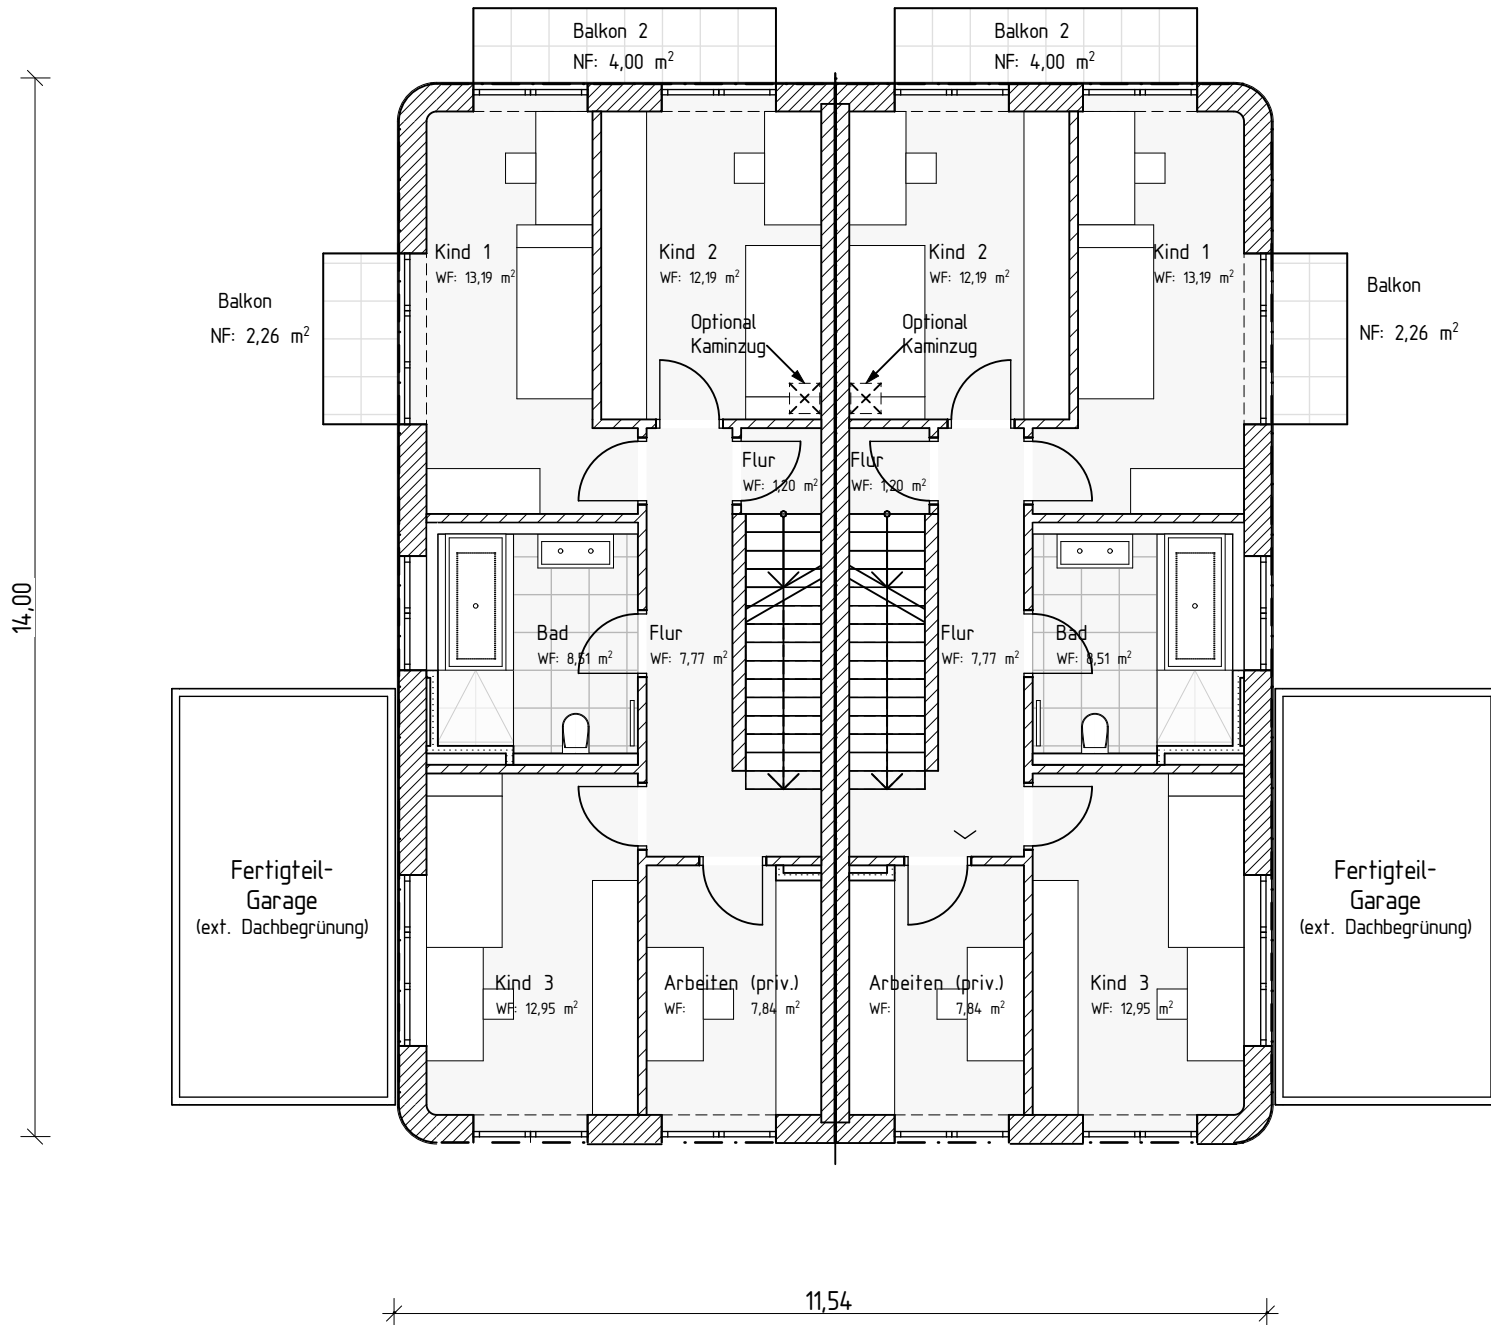 Balkon 2
NF: 4,00 m²
Balkon 2
NF: 4,00 m²
Kind 1
WF: 13,19 m²
Kind 2
WF: 12,19 m²
Kind 2
WF: 12,19 m²
Kind 1
WF: 13,19 m²
Balkon
NF: 2,26 m²
Balkon
NF: 2,26 m²
Optional
Kaminzug
Optional
Kaminzug
Flur
WF: 1,20 m²
Flur
WF: 1,20 m²
14,00
Bad
WF: 8,51 m²
Flur
WF: 7,77 m²
Flur
WF: 7,77 m²
Bad
WF: 8,51 m²
Fertigteil-
Garage
(ext. Dachbegrünung)
Fertigteil-
Garage
(ext. Dachbegrünung)
Kind 3
WF: 12,95 m²
Arbeiten (priv.)
WF: 7,84 m²
Arbeiten (priv.)
WF: 7,84 m²
Kind 3
WF: 12,95 m²
11,54